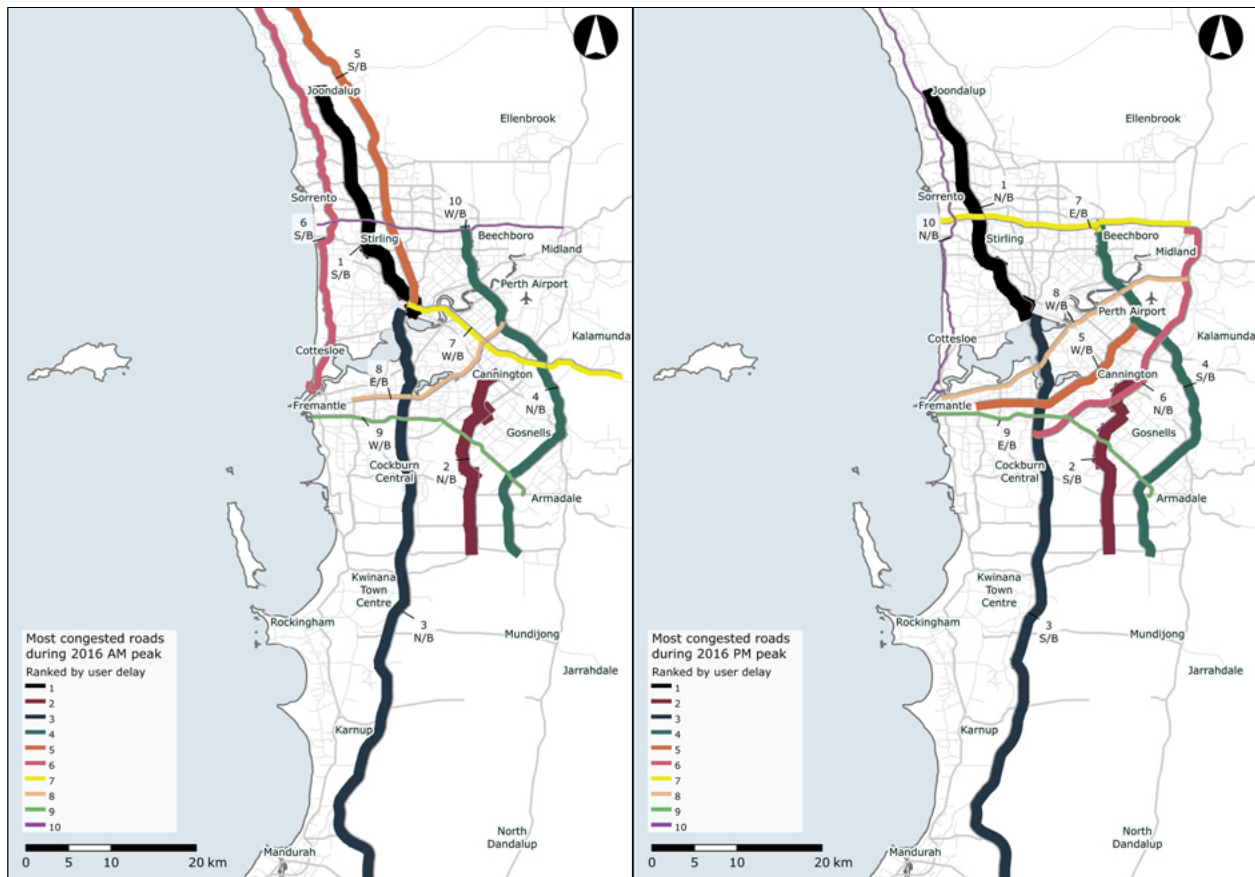 5
S/B
Joondalup
Ellenbrook
Sorrento
10
W/B
6
S/B
Stirling
Beechboro
Midland
1
S/B
Perth Airport
7
W/B
Kalamunda
Cottesloe
8
E/B
Cannington
4
N/B
Fremantle
9
W/B
Gosnells
Cockburn
Central
2
N/B
Armadale
Kwinana
Town
Centre
Rockingham
3
N/B
Mundijong
Jarrahdale
Karnup
North
Dandalup
Mandurah
Most congested roads
during 2016 AM peak
Ranked by user delay
1
2
3
4
5
6
7
8
9
10
0 5 10 20 km
Joondalup
Ellenbrook
1
N/B
Sorrento
7
E/B
10
N/B
Stirling
Beechboro
Midland
8
W/B
Perth Airport
Cottesloe
5
W/B
Kalamunda
Cannington
4
S/B
Fremantle
6
N/B
9
E/B
Gosnells
Cockburn
Central
2
S/B
Armadale
Kwinana
Town
Centre
Rockingham
3
S/B
Mundijong
Jarrahdale
Karnup
North
Dandalup
Mandurah
Most congested roads
during 2016 PM peak
Ranked by user delay
1
2
3
4
5
6
7
8
9
10
0 5 10 20 km